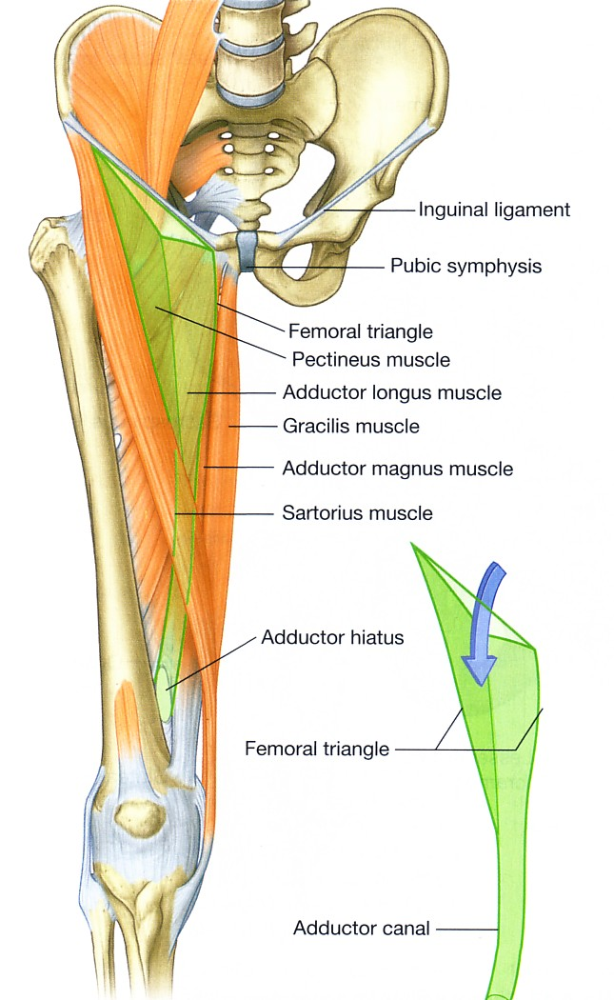 Inguinal ligament
Pubic symphysis
Femoral triangle
Pectineus muscle
Adductor longus muscle
Gracilis muscle
Adductor magnus muscle
Sartorius muscle
Adductor hiatus
Femoral triangle
Adductor canal